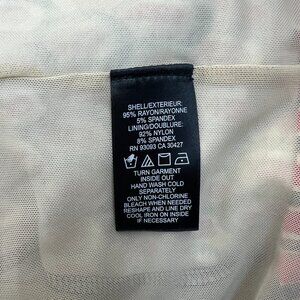 SHELL/EXTERIEUR:
95% RAYON/RAYONNE
5% SPANDEX
LINING/DOUBLURE:
92% NYLON
8% SPANDEX
RN 93093 CA 30427
TURN GARMENT
INSIDE OUT
HAND WASH COLD
SEPARATELY
ONLY NON-CHLORINE
BLEACH WHEN NEEDED
RESHAPE AND LINE DRY
COOL IRON ON INSIDE
IF NECESSARY